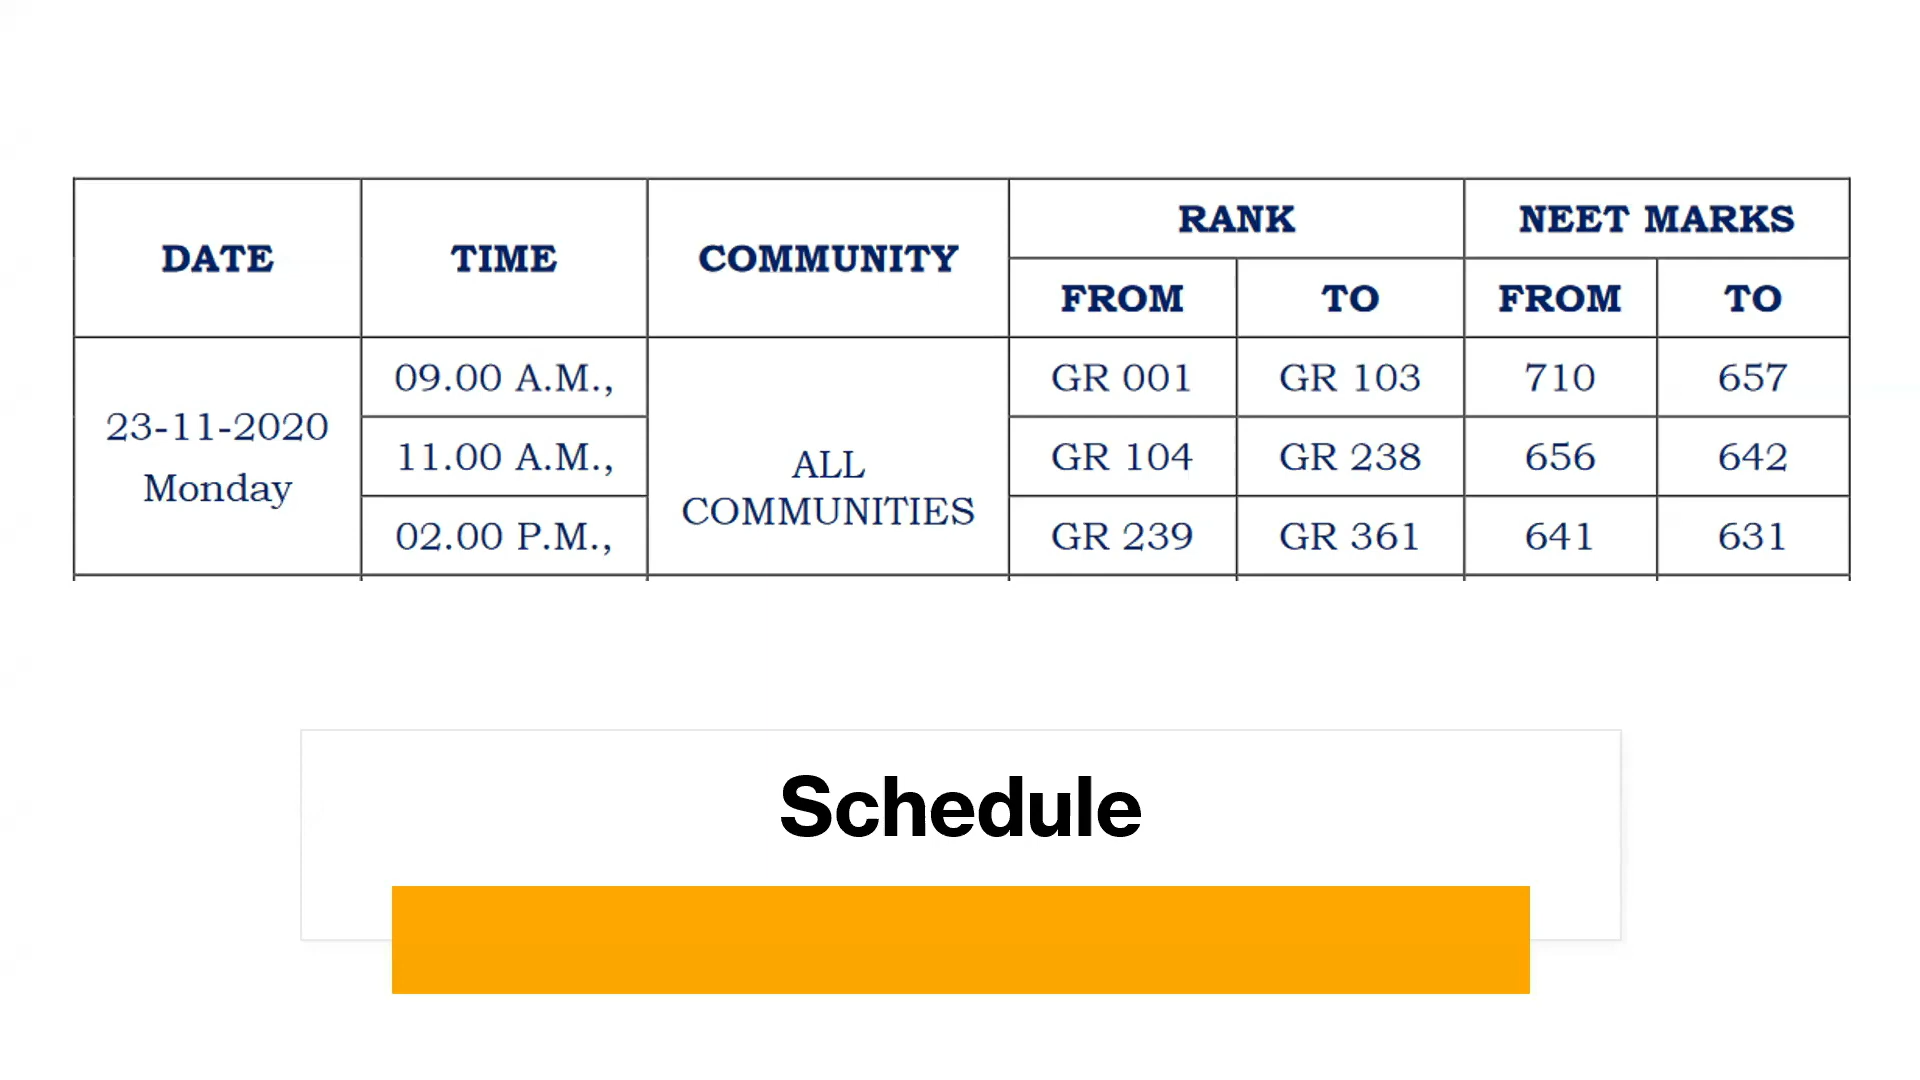 DATE TIME COMMUNITY RANK NEET MARKS
FROM TO FROM TO
23-11-2020
Monday
ALL
COMMUNITIES
09.00 A.M., GR 001 GR 103 710 657
11.00 A.M., GR 104 GR 238 656 642
02.00 P.M., GR 239 GR 361 641 631
Schedule